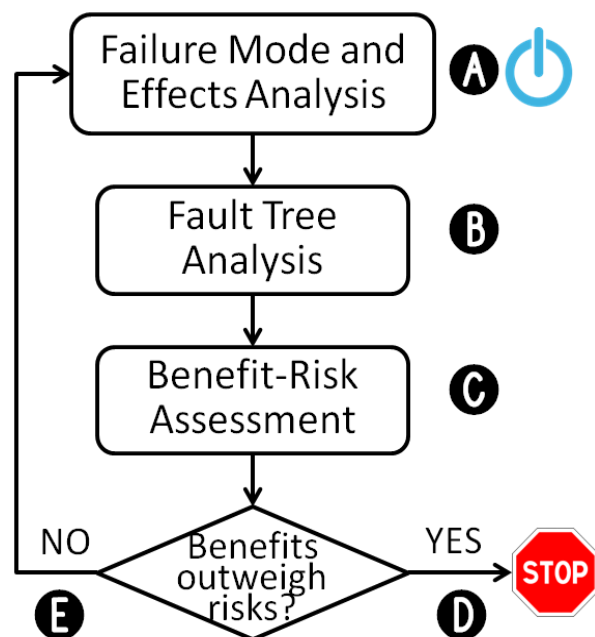 Failure Mode and
Effects Analysis
A
Fault Tree
Analysis
B
Benefit-Risk
Assessment
C
NO
Benefits
outweigh
risks?
YES
STOP
E
D